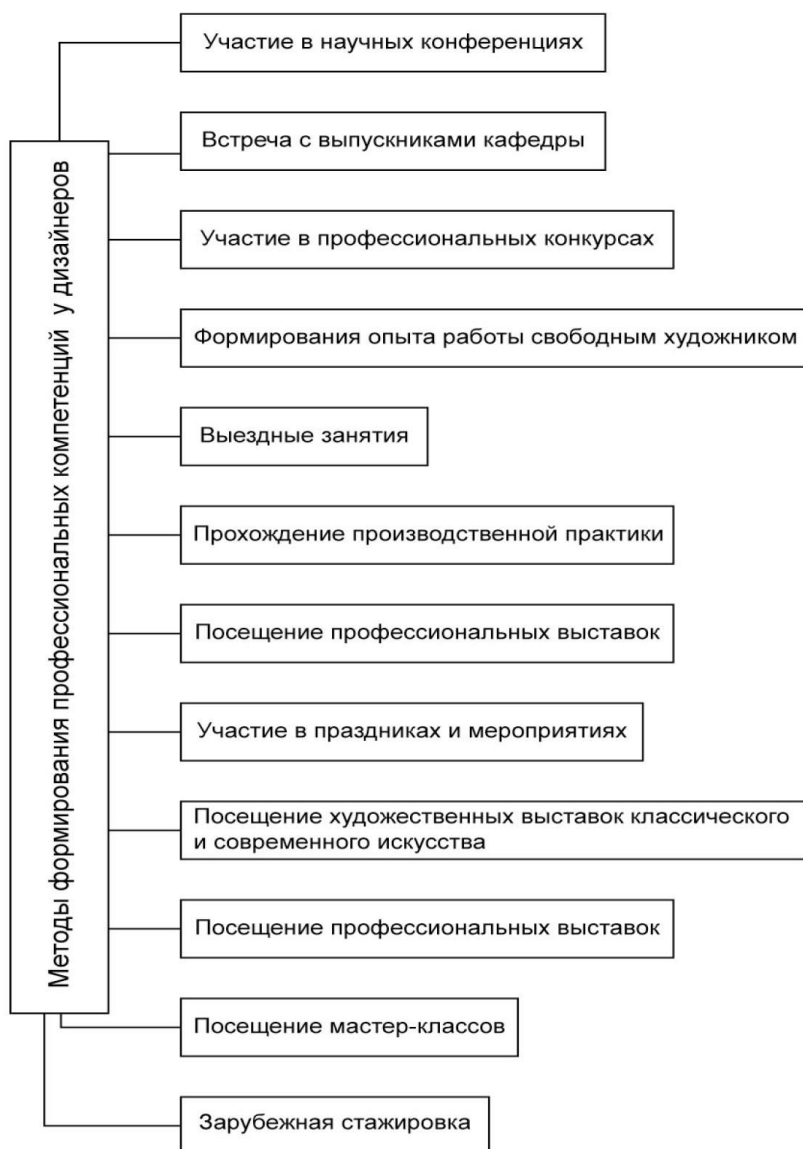 Методы формирования профессиональных компетенций у дизайнеров
Участие в научных конференциях
Встреча с выпускниками кафедры
Участие в профессиональных конкурсах
Формирования опыта работы свободным художником
Выездные занятия
Прохождение производственной практики
Посещение профессиональных выставок
Участие в праздниках и мероприятиях
Посещение художественных выставок классического
и современного искусства
Посещение профессиональных выставок
Посещение мастер-классов
Зарубежная стажировка